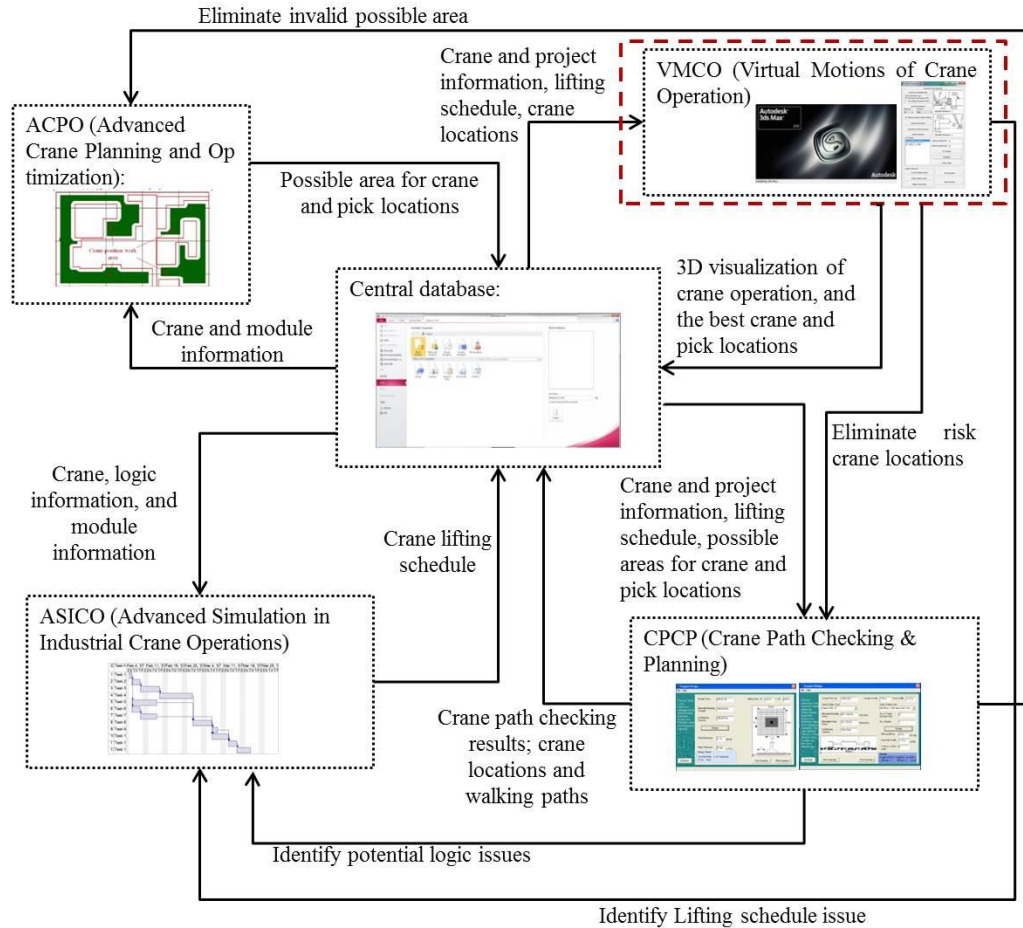 Eliminate invalid possible area
Crane and project
information, lifting
schedule, crane
locations
VMCO (Virtual Motions of Crane
Operation)
Autodesk
3ds Max
Autodesk
ACPO (Advanced
Crane Planning and Op
timization):
Crane position work
area
Possible area for crane
and pick locations
3D visualization of
crane operation, and
the best crane and
pick locations
Central database:
Crane and module
information
Eliminate risk
crane locations
Crane, logic
information, and
module
information
Crane lifting
schedule
Crane and project
information, lifting
schedule, possible
areas for crane and
pick locations
ASICO (Advanced Simulation in
Industrial Crane Operations)
CPCP (Crane Path Checking &
Planning)
Crane path checking
results; crane
locations and
walking paths
Identify potential logic issues
Identify Lifting schedule issue